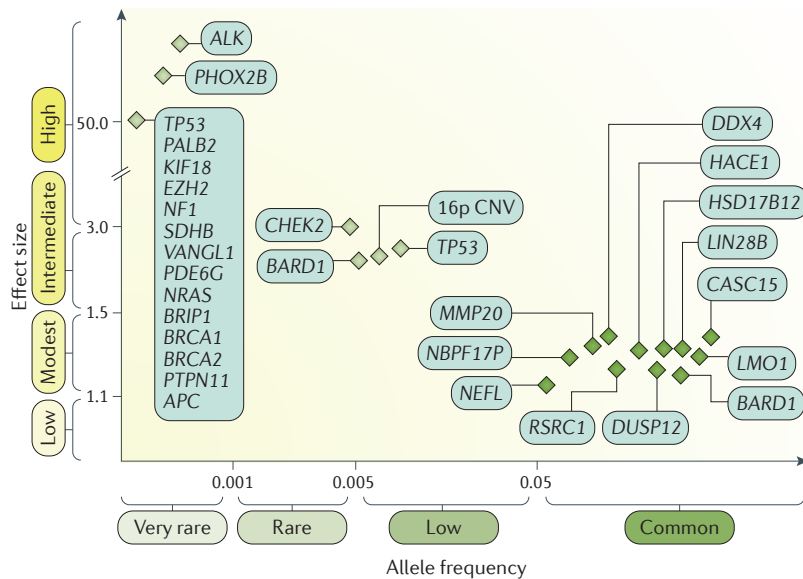 ALK
PHOX2B
High
50.0
TP53
PALB2
KIF18
EZH2
NF1
SDHB
VANGL1
PDE6G
NRAS
BRIP1
BRCA1
BRCA2
PTPN11
APC
DDX4
HACE1
HSD17B12
LIN28B
CASC15
16p CNV
CHEK2
TP53
BARD1
Effect size
Intermediate
3.0
1.5
Modest
1.1
Low
MMP20
NBPF17P
NEFL
LMO1
BARD1
RSRC1
DUSP12
0.001
0.005
0.05
Very rare
Rare
Low
Common
Allele frequency